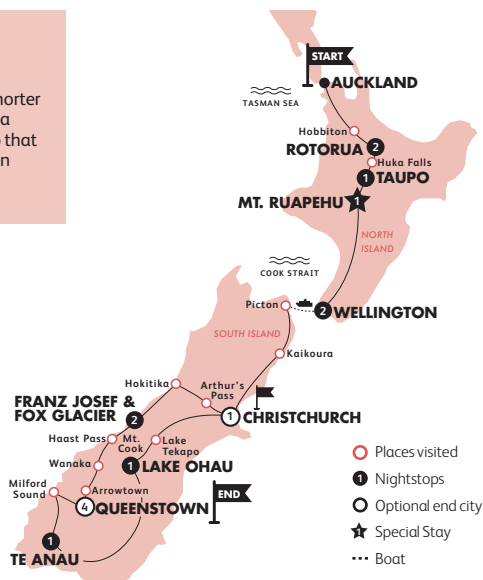 horter
a
that
n
START
AUCKLAND
TASMAN SEA
Hobbiton
ROTORUA
2
Huka Falls
1
TAUPO
MT. RUAPEHU
1
NORTH
ISLAND
COOK STRAIT
Picton
2
WELLINGTON
SOUTH ISLAND
Kaikoura
Hokitika
Arthur's
Pass
FRANZ JOSEF &
FOX GLACIER
2
1
CHRISTCHURCH
Haast Pass
Mt.
Cook
Lake
Tekapo
Wanaka
1
LAKE OHAU
Milford
Sound
Arrowtown
4
QUEENSTOWN
END
1
TE ANAU
Places visited
1
Nightstops
Optional end city
1
Special Stay
Boat